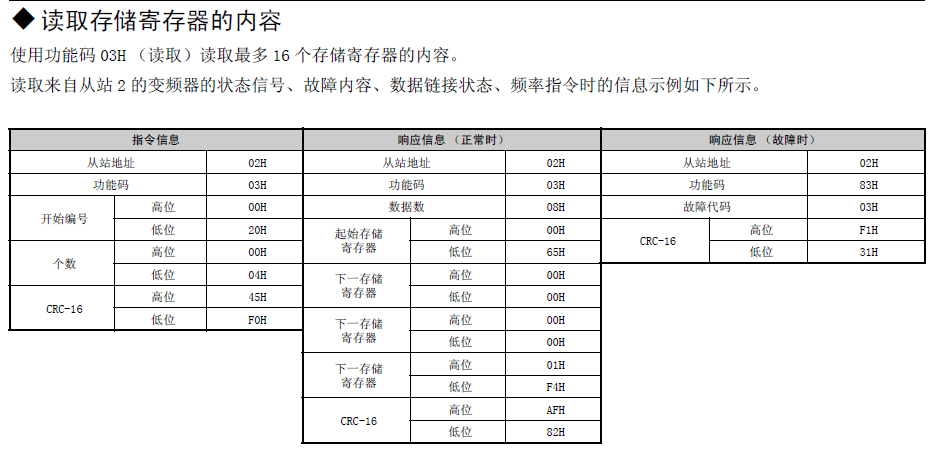 ◆ 读取存储寄存器的内容
使用功能码 03H（读取）读取最多 16 个存储寄存器的内容。
读取来自从站 2 的变频器的状态信号、故障内容、数据链接状态、频率指令时的信息示例如下所示。
指令信息
从站地址 02H
功能码 03H
开始编号 高位 00H
低位 20H
个数 高位 00H
低位 04H
CRC-16 高位 45H
低位 F0H
响应信息（正常时）
从站地址 02H
功能码 03H
数据数 08H
起始存储
寄存器
高位 00H
低位 65H
下一存储
寄存器
高位 00H
低位 00H
下一存储
寄存器
高位 00H
低位 00H
下一存储
寄存器
高位 01H
低位 F4H
CRC-16 高位 AFH
低位 82H
响应信息（故障时）
从站地址 02H
功能码 83H
故障代码 03H
CRC-16 高位 F1H
低位 31H